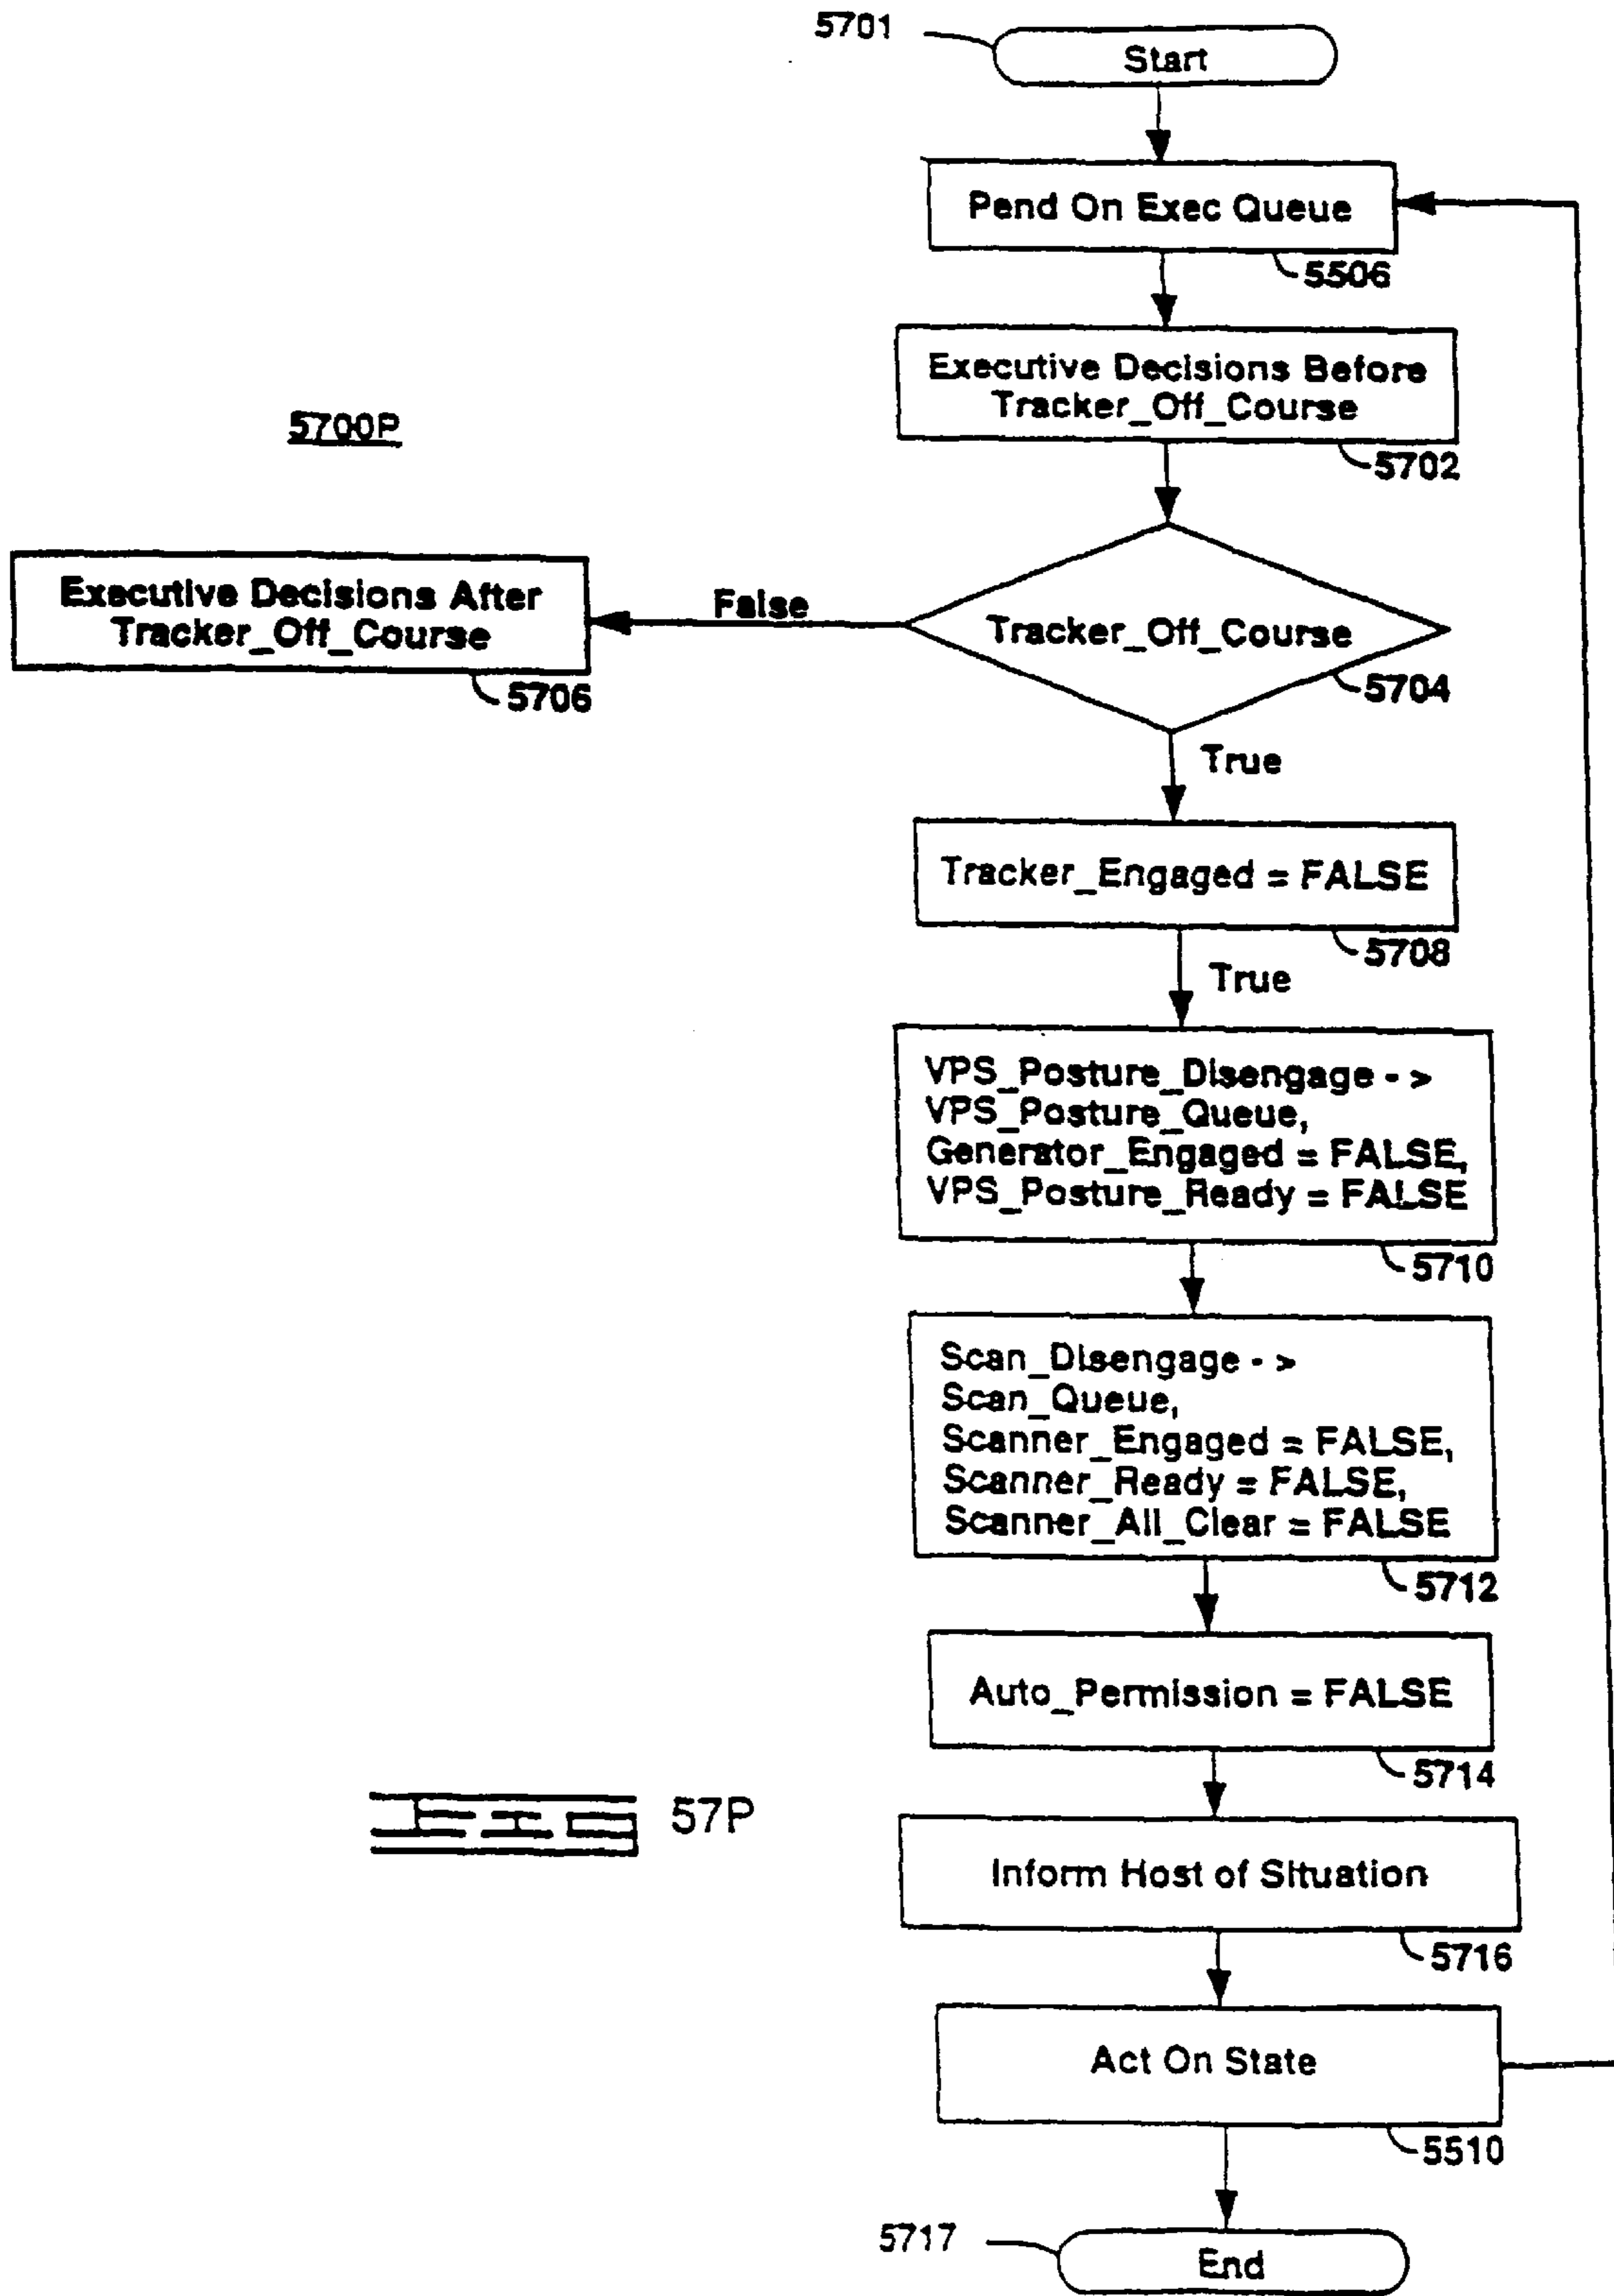 5701
Start
Pend On Exec Queue
5506
Executive Decisions Before
Tracker_Off_Course
5702
5700P
Executive Decisions After
Tracker_Off_Course
5706
False
Tracker_Off_Course
5704
True
Tracker_Engaged = FALSE
5708
True
VPS_Posture_Disengage - >
VPS_Posture_Queue,
Generator_Engaged = FALSE,
VPS_Posture_Ready = FALSE
5710
Scan_Disengage - >
Scan_Queue,
Scanner_Engaged = FALSE,
Scanner_Ready = FALSE,
Scanner_All_Clear = FALSE
5712
Auto_Permission = FALSE
5714
57P
Inform Host of Situation
5716
Act On State
5510
5717
End